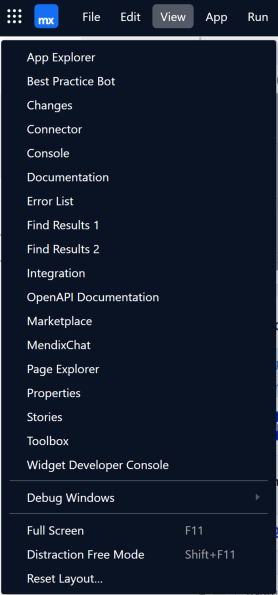 mx File Edit View App Run
App Explorer
Best Practice Bot
Changes
Connector
Console
Documentation
Error List
Find Results 1
Find Results 2
Integration
OpenAPI Documentation
Marketplace
MendixChat
Page Explorer
Properties
Stories
Toolbox
Widget Developer Console
Debug Windows
Full Screen F11
Distraction Free Mode Shift+F11
Reset Layout...